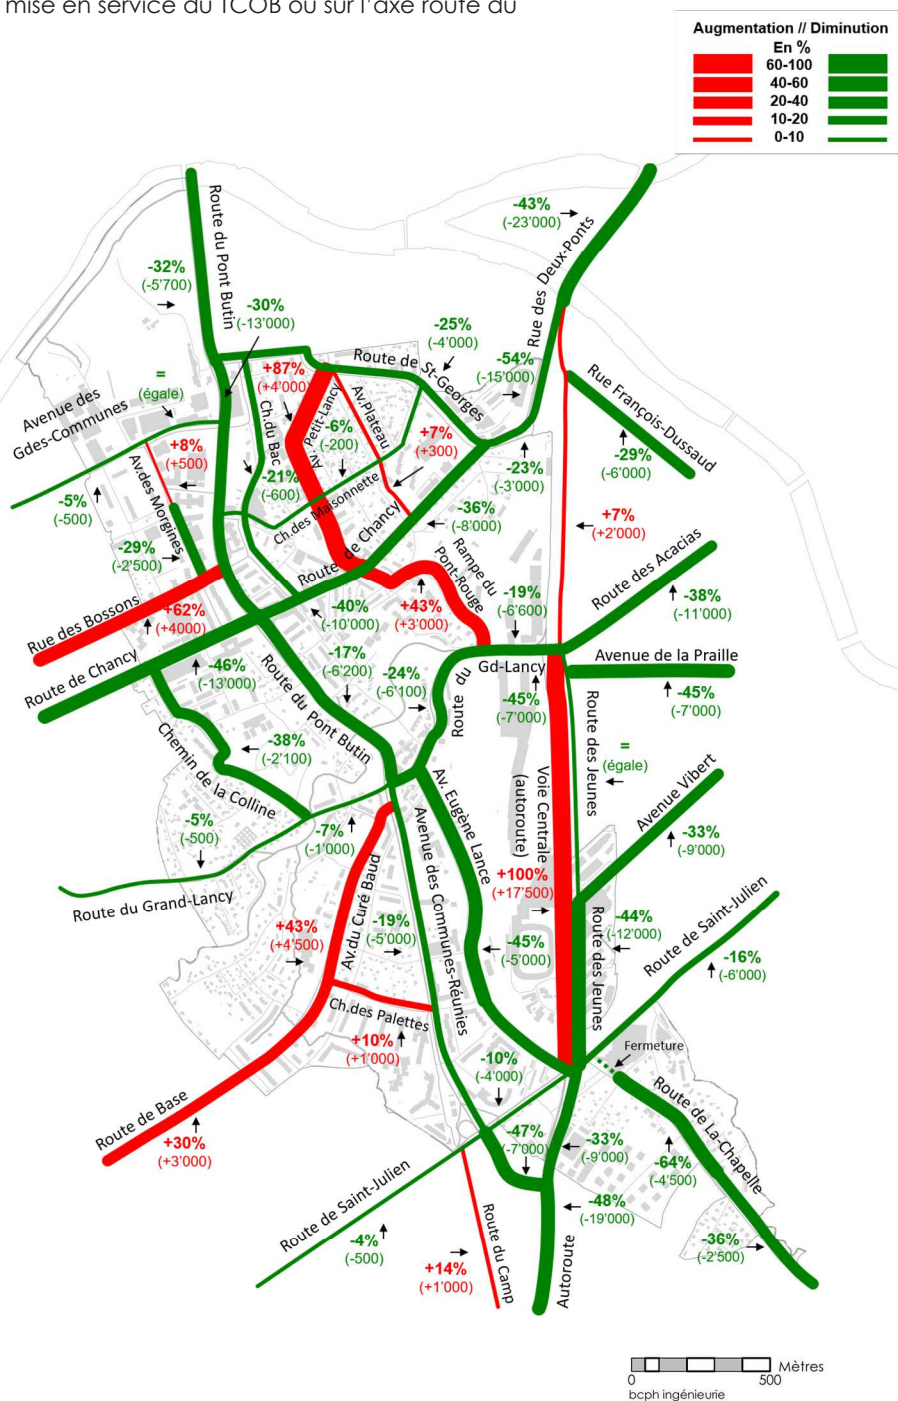 mise en service du TCOB ou sur l'axe route du
Augmentation // Diminution
En %
60-100
40-60
20-40
10-20
0-10
Route du Pont Butin
-43%
(-23'000)
Rue des Deux-Ponts
-32%
(-5'700)
-30%
(-13'000)
-25%
(-4'000)
Route de St-Georges
-54%
(-15'000)
=
(égale)
+87%
(+4'000)
Avenue des
Gdes-Communes
Ch.du Bac
Av. Petit-Lancy
Av.Plateau
-6%
(-200)
+7%
(+300)
Rue François-Dussaud
-29%
(-6'000)
+8%
(+500)
Av.des Morgines
-21%
(-600)
Ch.des Maisonnette
-23%
(-3'000)
-5%
(-500)
-36%
(-8'000)
+7%
(+2'000)
-29%
(-2'500)
Route de Chancy
Rampe du
Pont-Rouge
Route des Acacias
-38%
(-11'000)
Rue des Bossons
+62%
(+4000)
-40%
(-10'000)
+43%
(+3'000)
-19%
(-6'600)
Route de Chancy
-46%
(-13'000)
-17%
(-6'200)
Route du Pont Butin
-24%
(-6'100)
Route du
Gd-Lancy
Avenue de la Praille
-45%
(-7'000)
-45%
(-7'000)
Route des Jeunes
=
(égale)
Chemin de la Colline
-38%
(-2'100)
Av. Eugène Lance
Voie Centrale
(autoroute)
Avenue Vibert
-33%
(-9'000)
-5%
(-500)
-7%
(-1'000)
Avenue des Communes-Réunies
+100%
(+17'500)
Route du Grand-Lancy
Av.du Curé Baud
+43%
(+4'500)
-19%
(-5'000)
-45%
(-5'000)
Route des Jeunes
-44%
(-12'000)
Route de Saint-Julien
-16%
(-6'000)
Ch.des Palettes
+10%
(+1'000)
Fermeture
-10%
(-4'000)
Route de Base
+30%
(+3'000)
-47%
(-7'000)
-33%
(-9'000)
Route de La-Chapelle
-64%
(-4'500)
Route de Saint-Julien
-4%
(-500)
-48%
(-19'000)
-36%
(-2'500)
Route du Camp
+14%
(+1'000)
Autoroute
Mètres
0 500
bcph ingénieurie